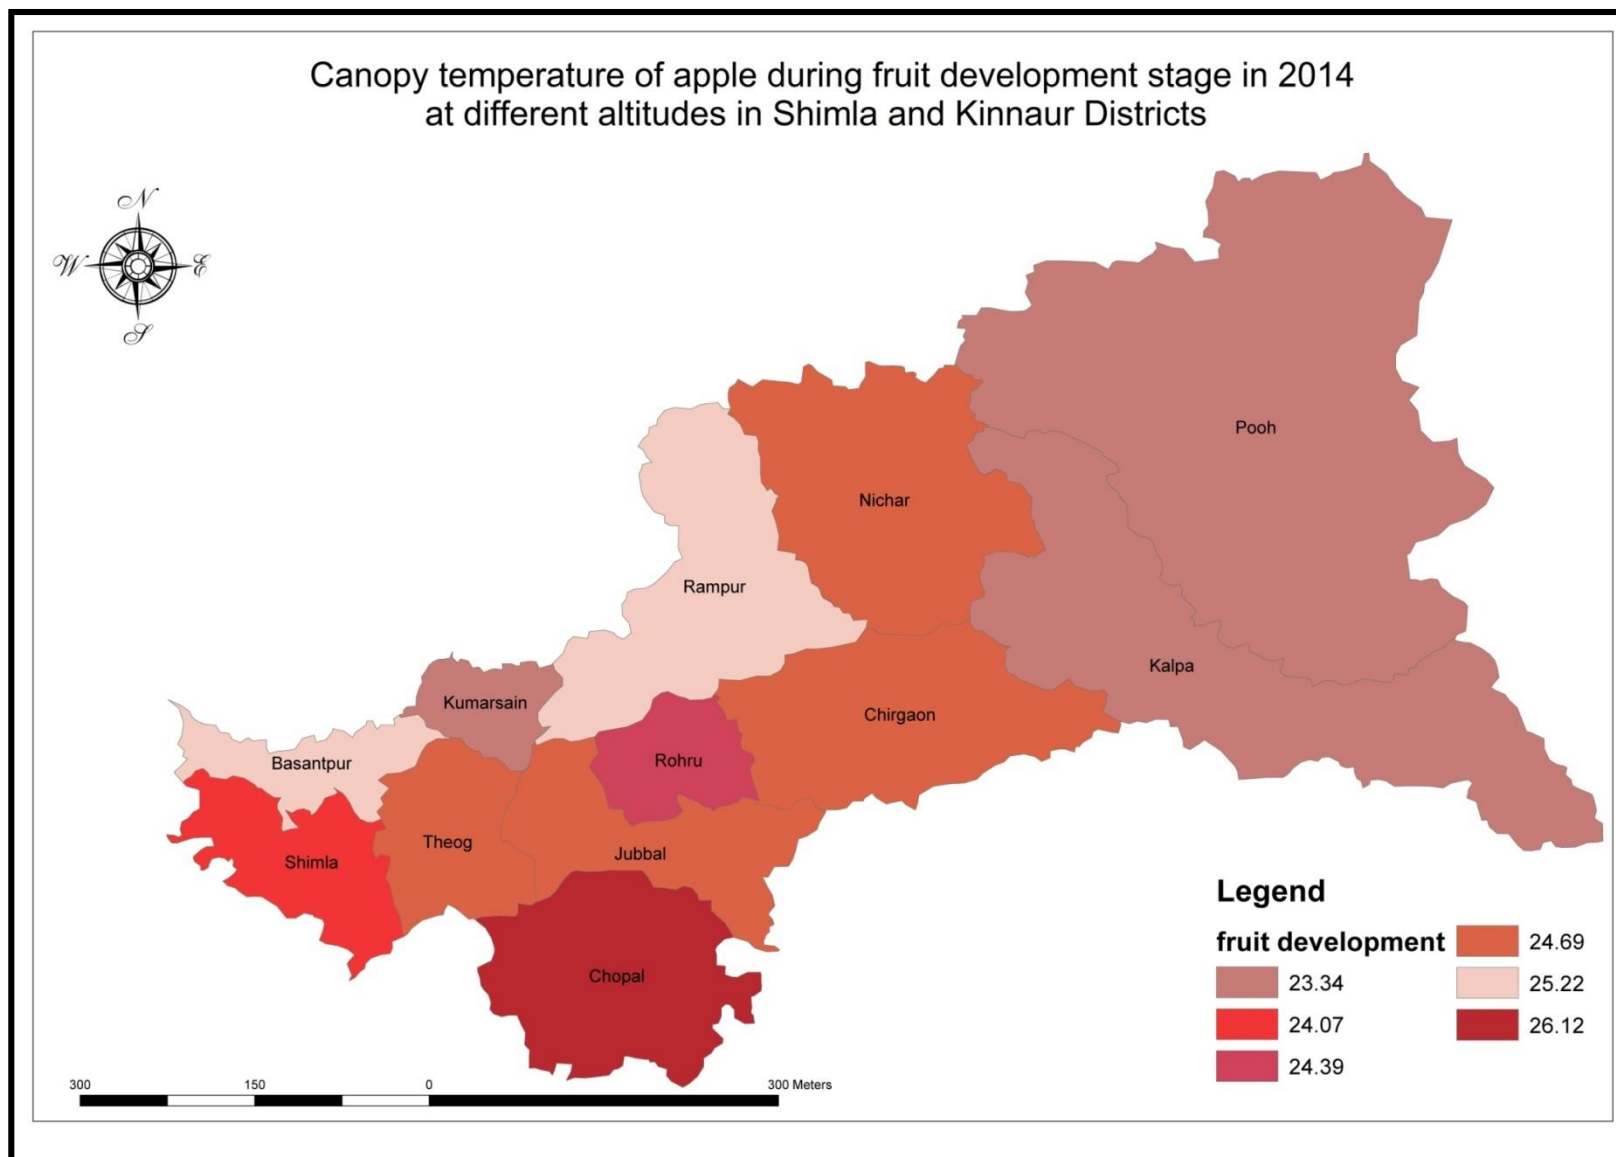 Canopy temperature of apple during fruit development stage in 2014
at different altitudes in Shimla and Kinnaur Districts
N
W
E
S
Pooh
Nichar
Rampur
Kalpa
Kumarsain
Chirgaon
Basantpur
Rohru
Theog
Jubbal
Shimla
Chopal
Legend
fruit development
23.34
24.07
24.39
24.69
25.22
26.12
300 150 0 300 Meters